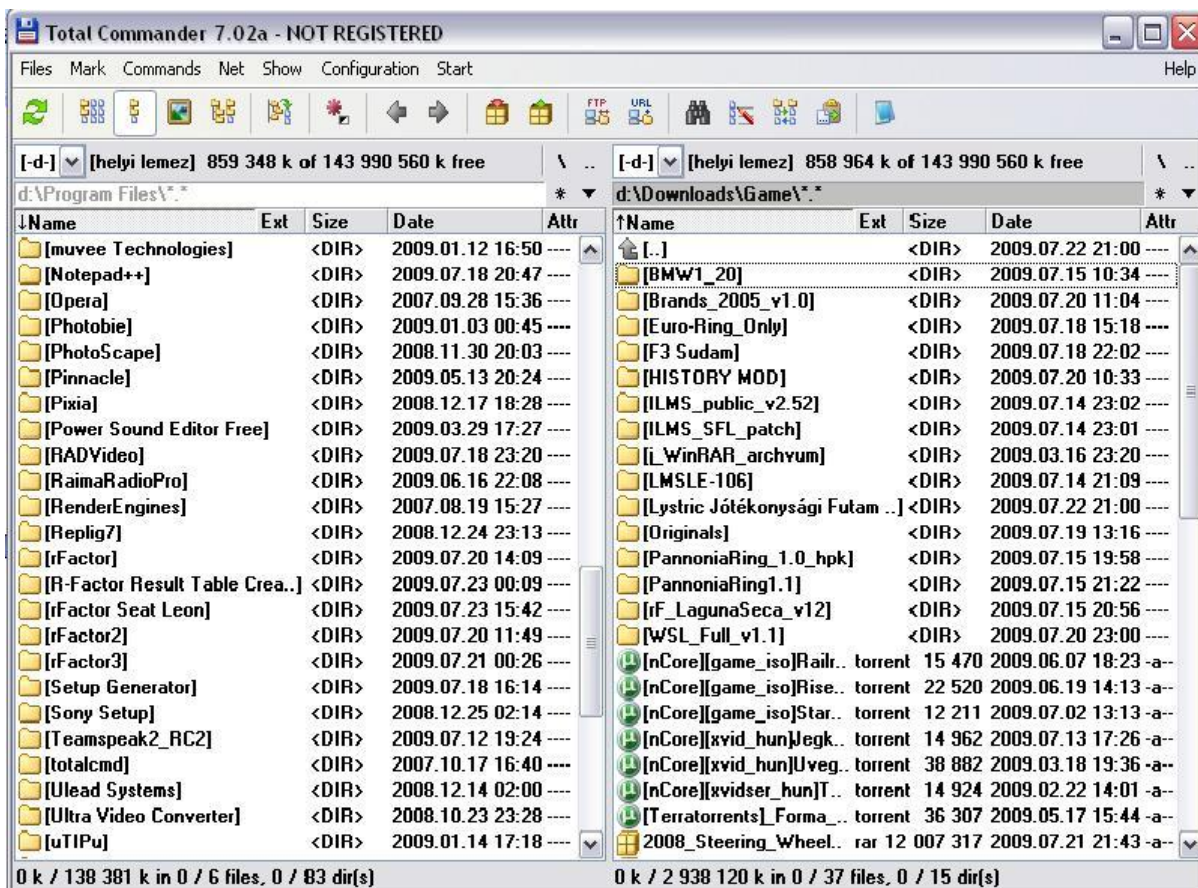 Total Commander 7.02a - NOT REGISTERED
Files Mark Commands Net Show Configuration Start Help
FTP URL
[-d-] [helyi lemez] 859 348 k of 143 990 560 k free \ ..
d:\Program Files\*.* * ▼
↓Name Ext Size Date Attr
[muvee Technologies] <DIR> 2009.01.12 16:50 ----
[Notepad++] <DIR> 2009.07.18 20:47 ----
[Opera] <DIR> 2007.09.28 15:36 ----
[Photobie] <DIR> 2009.01.03 00:45 ----
[PhotoScape] <DIR> 2008.11.30 20:03 ----
[Pinnacle] <DIR> 2009.05.13 20:24 ----
[Pixia] <DIR> 2008.12.17 18:28 ----
[Power Sound Editor Free] <DIR> 2009.03.29 17:27 ----
[RADVideo] <DIR> 2009.07.18 23:20 ----
[RaimaRadioPro] <DIR> 2009.06.16 22:08 ----
[RenderEngines] <DIR> 2007.08.19 15:27 ----
[Replig7] <DIR> 2008.12.24 23:13 ----
[rFactor] <DIR> 2009.07.20 14:09 ----
[R-Factor Result Table Crea..] <DIR> 2009.07.23 00:09 ----
[rFactor Seat Leon] <DIR> 2009.07.23 15:42 ----
[rFactor2] <DIR> 2009.07.20 11:49 ----
[rFactor3] <DIR> 2009.07.21 00:26 ----
[Setup Generator] <DIR> 2009.07.18 16:14 ----
[Sony Setup] <DIR> 2008.12.25 02:14 ----
[Teamspeak2_RC2] <DIR> 2009.07.12 19:24 ----
[totalcmd] <DIR> 2007.10.17 16:40 ----
[Ulead Systems] <DIR> 2008.12.14 02:00 ----
[Ultra Video Converter] <DIR> 2008.10.23 23:28 ----
[uTIPu] <DIR> 2009.01.14 17:18 ----
0 k / 138 381 k in 0 / 6 files, 0 / 83 dir(s)
[-d-] [helyi lemez] 858 964 k of 143 990 560 k free \ ..
d:\Downloads\Game\*.* * ▼
↑Name Ext Size Date Attr
[..] <DIR> 2009.07.22 21:00 ----
[BMW1_20] <DIR> 2009.07.15 10:34 ----
[Brands_2005_v1.0] <DIR> 2009.07.20 11:04 ----
[Euro-Ring_Only] <DIR> 2009.07.18 15:18 ----
[F3 Sudam] <DIR> 2009.07.18 22:02 ----
[HISTORY MOD] <DIR> 2009.07.20 10:33 ----
[ILMS_public_v2.52] <DIR> 2009.07.14 23:02 ----
[ILMS_SFL_patch] <DIR> 2009.07.14 23:01 ----
[j_WinRAR_archvum] <DIR> 2009.03.16 23:20 ----
[LMSLE-106] <DIR> 2009.07.14 21:09 ----
[Lystric Jótékonysági Futam ..] <DIR> 2009.07.22 21:00 ----
[Originals] <DIR> 2009.07.19 13:16 ----
[PannoniaRing_1.0_hpk] <DIR> 2009.07.15 19:58 ----
[PannoniaRing1.1] <DIR> 2009.07.15 21:22 ----
[rF_LagunaSeca_v12] <DIR> 2009.07.15 20:56 ----
[WSL_Full_v1.1] <DIR> 2009.07.20 23:00 ----
[nCore][game_iso]Railr.. torrent 15 470 2009.06.07 18:23 -a--
[nCore][game_iso]Rise.. torrent 22 520 2009.06.19 14:13 -a--
[nCore][game_iso]Star.. torrent 12 211 2009.07.02 13:13 -a--
[nCore][xvid_hun]Jegk.. torrent 14 962 2009.07.13 17:26 -a--
[nCore][xvid_hun]Uveg.. torrent 38 882 2009.03.18 19:36 -a--
[nCore][xvidser_hun]T.. torrent 14 924 2009.02.22 14:01 -a--
[Terratorrents]_Forma_.. torrent 36 307 2009.05.17 15:44 -a--
2008_Steering_Wheel.. rar 12 007 317 2009.07.21 21:43 -a--
0 k / 2 938 120 k in 0 / 37 files, 0 / 15 dir(s)